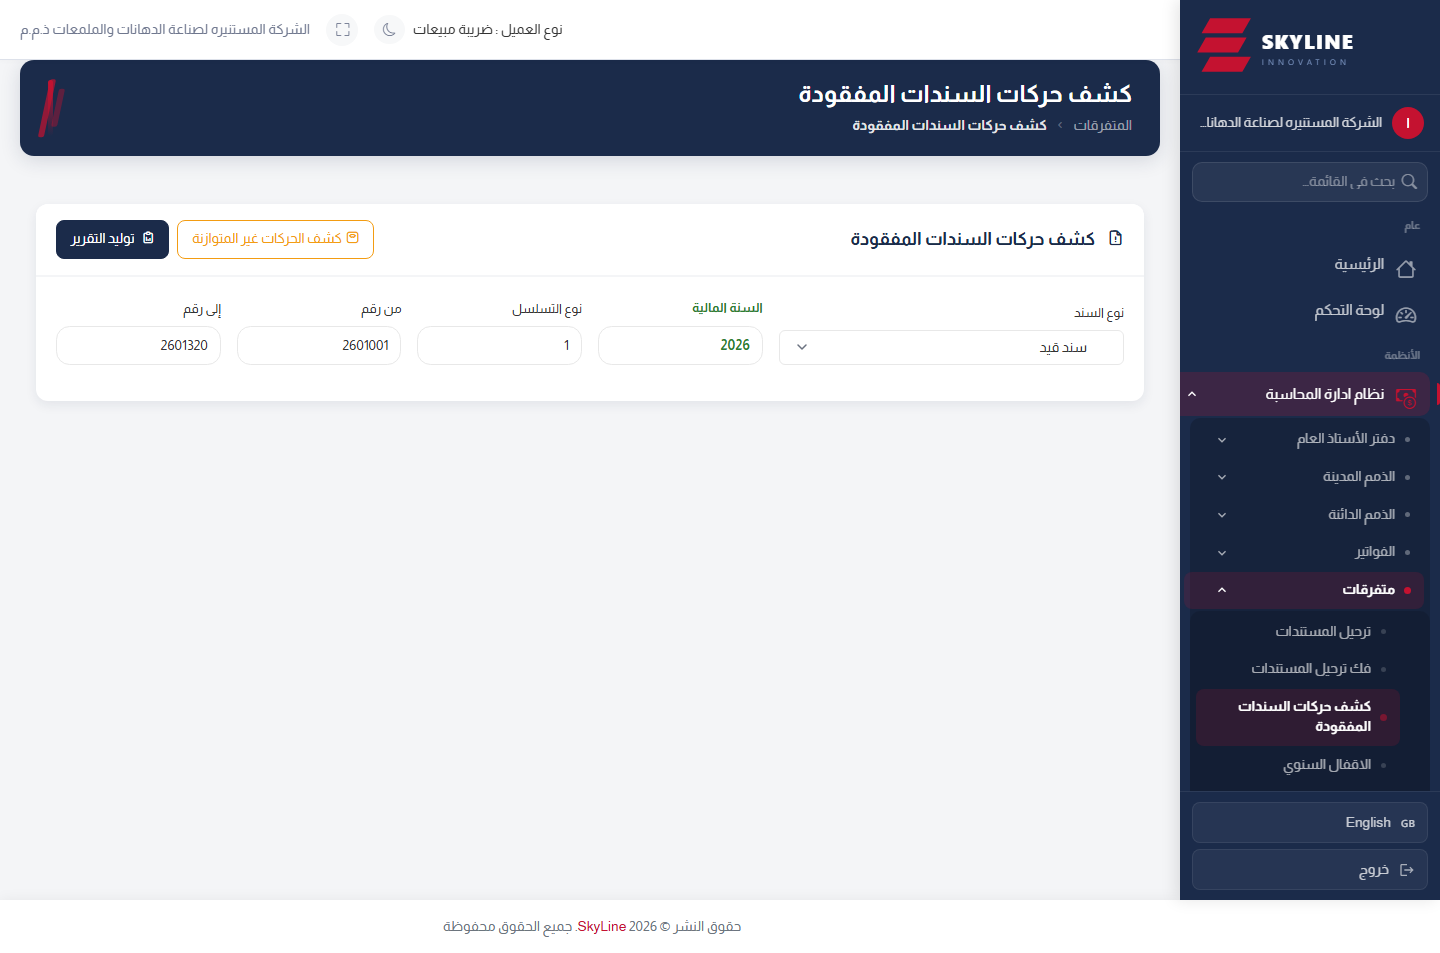 SKYLINE
INNOVATION
ا
الشركة المستنيره لصناعة الدهانا...
بحث في القائمة...
عام
الرئيسية
لوحة التحكم
الأنظمة
نظام ادارة المحاسبة
دفتر الأستاذ العام
الذمم المدينة
الذمم الدائنة
الفواتير
متفرقات
ترحيل المستندات
فك ترحيل المستندات
كشف حركات السندات
المفقودة
الاقفال السنوي
GB English
خروج
نوع العميل : ضريبة مبيعات
الشركة المستنيره لصناعة الدهانات والملمعات ذ.م.م
كشف حركات السندات المفقودة
المتفرقات › كشف حركات السندات المفقودة
كشف حركات السندات المفقودة
كشف الحركات غير المتوازنة
توليد التقرير
نوع السند
سند قيد
السنة المالية
2026
نوع التسلسل
1
من رقم
2601001
إلى رقم
2601320
حقوق النشر © 2026 SkyLine. جميع الحقوق محفوظة